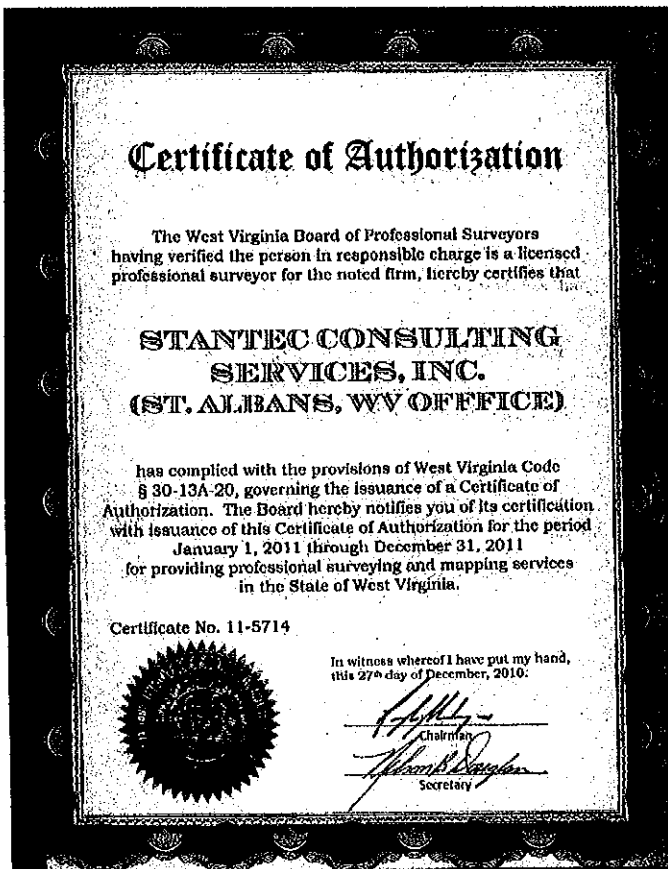 Certificate of Authorization
The West Virginia Board of Professional Surveyors
having verified the person in responsible charge is a licensed
professional surveyor for the noted firm, hereby certifies that
STANTEC CONSULTING
SERVICES, INC.
(ST. ALBANS, WV OFFFICE)
has complied with the provisions of West Virginia Code
§ 30-13A-20, governing the issuance of a Certificate of
Authorization. The Board hereby notifies you of its certification
with issuance of this Certificate of Authorization for the period
January 1, 2011 through December 31, 2011
for providing professional surveying and mapping services
in the State of West Virginia.
Certificate No. 11-5714
In witness whereof I have put my hand,
this 27th day of December, 2010.
Chairman
Secretary